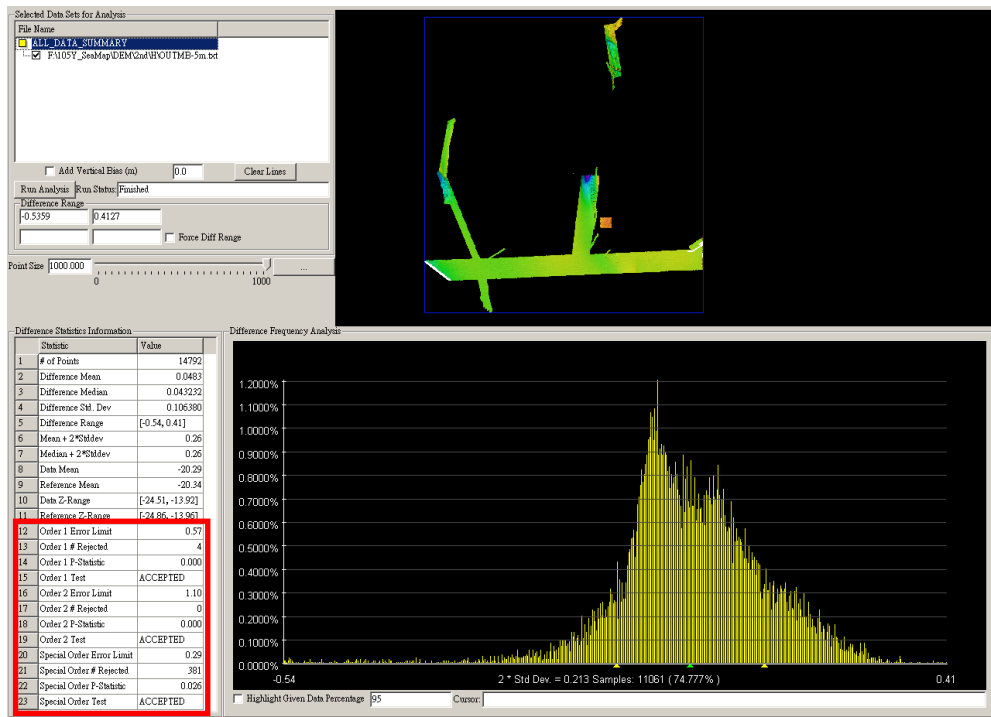 Selected Data Sets for Analysis
File Name
ALL_DATA_SUMMARY
F:\105Y_SeaMap\DEM\2nd\H\OUTMB-5m.txt
Add Vertical Bias (m) 0.0 Clear Lines
Run Analysis Run Status: Finished
Difference Range
-0.5359 0.4127
Force Diff Range
Point Size 1000.000 ...
0 1000
Difference Statistics Information
Statistic Value
1 # of Points 14792
2 Difference Mean 0.0483
3 Difference Median 0.043232
4 Difference Std. Dev 0.106380
5 Difference Range [-0.54, 0.41]
6 Mean + 2*Stddev 0.26
7 Median + 2*Stddev 0.26
8 Data Mean -20.29
9 Reference Mean -20.34
10 Data Z-Range [-24.51, -13.92]
11 Reference Z-Range [-24.86, -13.96]
12 Order 1 Error Limit 0.57
13 Order 1 # Rejected 4
14 Order 1 P-Statistic 0.000
15 Order 1 Test ACCEPTED
16 Order 2 Error Limit 1.10
17 Order 2 # Rejected 0
18 Order 2 P-Statistic 0.000
19 Order 2 Test ACCEPTED
20 Special Order Error Limit 0.29
21 Special Order # Rejected 381
22 Special Order P-Statistic 0.026
23 Special Order Test ACCEPTED
Difference Frequency Analysis
1.2000%
1.1000%
1.0000%
0.9000%
0.8000%
0.7000%
0.6000%
0.5000%
0.4000%
0.3000%
0.2000%
0.1000%
0.0000%
-0.54 2 * Std Dev. = 0.213 Samples: 11061 ( 74.777% ) 0.41
Highlight Given Data Percentage 95 Cursor: